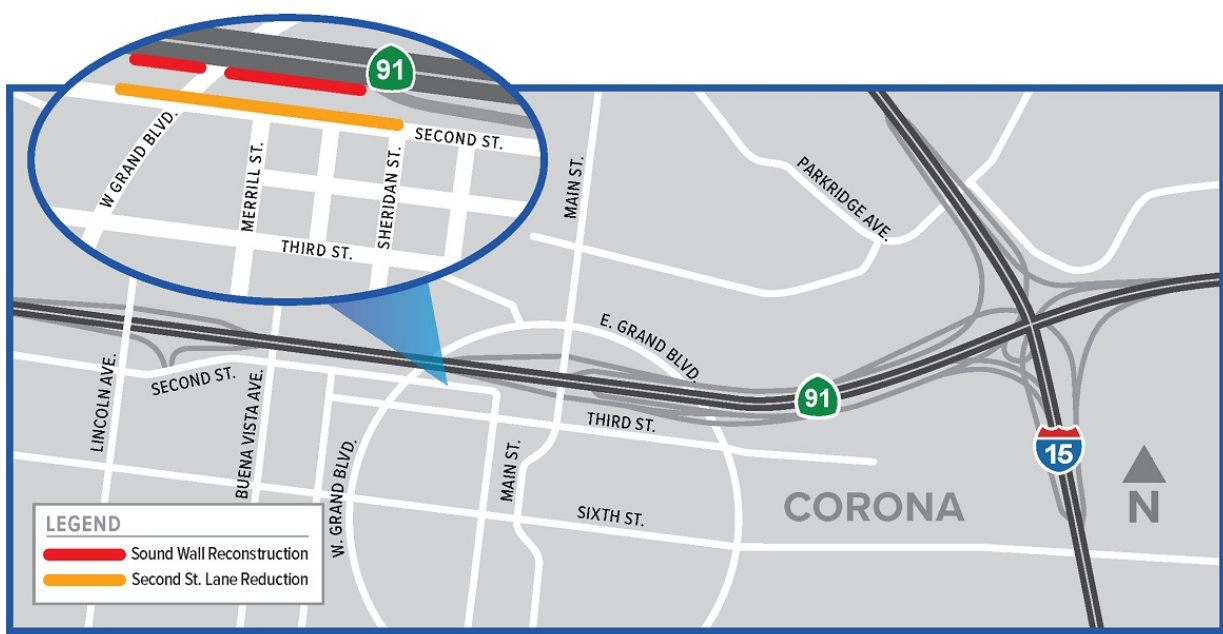 91
SECOND ST.
W GRAND BLVD.
MERRILL ST.
SHERIDAN ST.
THIRD ST.
MAIN ST.
PARKRIDGE AVE.
E. GRAND BLVD.
SECOND ST.
LINCOLN AVE.
BUENA VISTA AVE.
W. GRAND BLVD.
MAIN ST.
THIRD ST.
91
15
SIXTH ST.
CORONA
N
LEGEND
Sound Wall Reconstruction
Second St. Lane Reduction